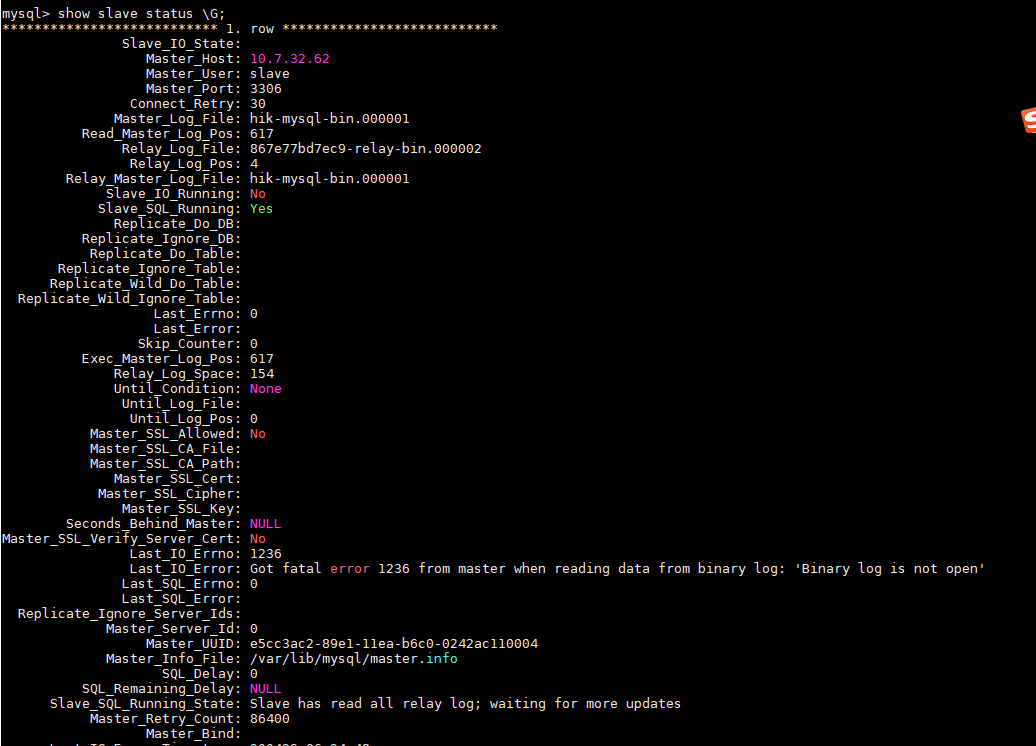 mysql> show slave status \G;
*************************** 1. row ***************************
Slave_IO_State:
Master_Host: 10.7.32.62
Master_User: slave
Master_Port: 3306
Connect_Retry: 30
Master_Log_File: hik-mysql-bin.000001
Read_Master_Log_Pos: 617
Relay_Log_File: 867e77bd7ec9-relay-bin.000002
Relay_Log_Pos: 4
Relay_Master_Log_File: hik-mysql-bin.000001
Slave_IO_Running: No
Slave_SQL_Running: Yes
Replicate_Do_DB:
Replicate_Ignore_DB:
Replicate_Do_Table:
Replicate_Ignore_Table:
Replicate_Wild_Do_Table:
Replicate_Wild_Ignore_Table:
Last_Errno: 0
Last_Error:
Skip_Counter: 0
Exec_Master_Log_Pos: 617
Relay_Log_Space: 154
Until_Condition: None
Until_Log_File:
Until_Log_Pos: 0
Master_SSL_Allowed: No
Master_SSL_CA_File:
Master_SSL_CA_Path:
Master_SSL_Cert:
Master_SSL_Cipher:
Master_SSL_Key:
Seconds_Behind_Master: NULL
Master_SSL_Verify_Server_Cert: No
Last_IO_Errno: 1236
Last_IO_Error: Got fatal error 1236 from master when reading data from binary log: 'Binary log is not open'
Last_SQL_Errno: 0
Last_SQL_Error:
Replicate_Ignore_Server_Ids:
Master_Server_Id: 0
Master_UUID: e5cc3ac2-89e1-11ea-b6c0-0242ac110004
Master_Info_File: /var/lib/mysql/master.info
SQL_Delay: 0
SQL_Remaining_Delay: NULL
Slave_SQL_Running_State: Slave has read all relay log; waiting for more updates
Master_Retry_Count: 86400
Master_Bind: